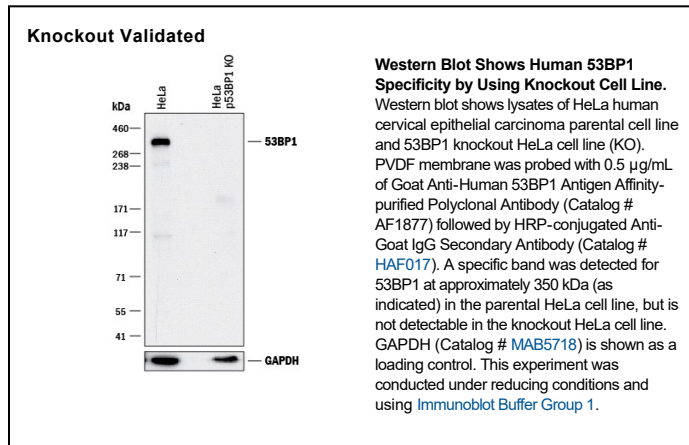 Knockout Validated
HeLa
HeLa
p53BP1 KO
kDa
460
268
238
171
117
71
55
41
53BP1
GAPDH
Western Blot Shows Human 53BP1
Specificity by Using Knockout Cell Line.
Western blot shows lysates of HeLa human
cervical epithelial carcinoma parental cell line
and 53BP1 knockout HeLa cell line (KO).
PVDF membrane was probed with 0.5 µg/mL
of Goat Anti-Human 53BP1 Antigen Affinity-
purified Polyclonal Antibody (Catalog #
AF1877) followed by HRP-conjugated Anti-
Goat IgG Secondary Antibody (Catalog #
HAF017). A specific band was detected for
53BP1 at approximately 350 kDa (as
indicated) in the parental HeLa cell line, but is
not detectable in the knockout HeLa cell line.
GAPDH (Catalog # MAB5718) is shown as a
loading control. This experiment was
conducted under reducing conditions and
using Immunoblot Buffer Group 1.